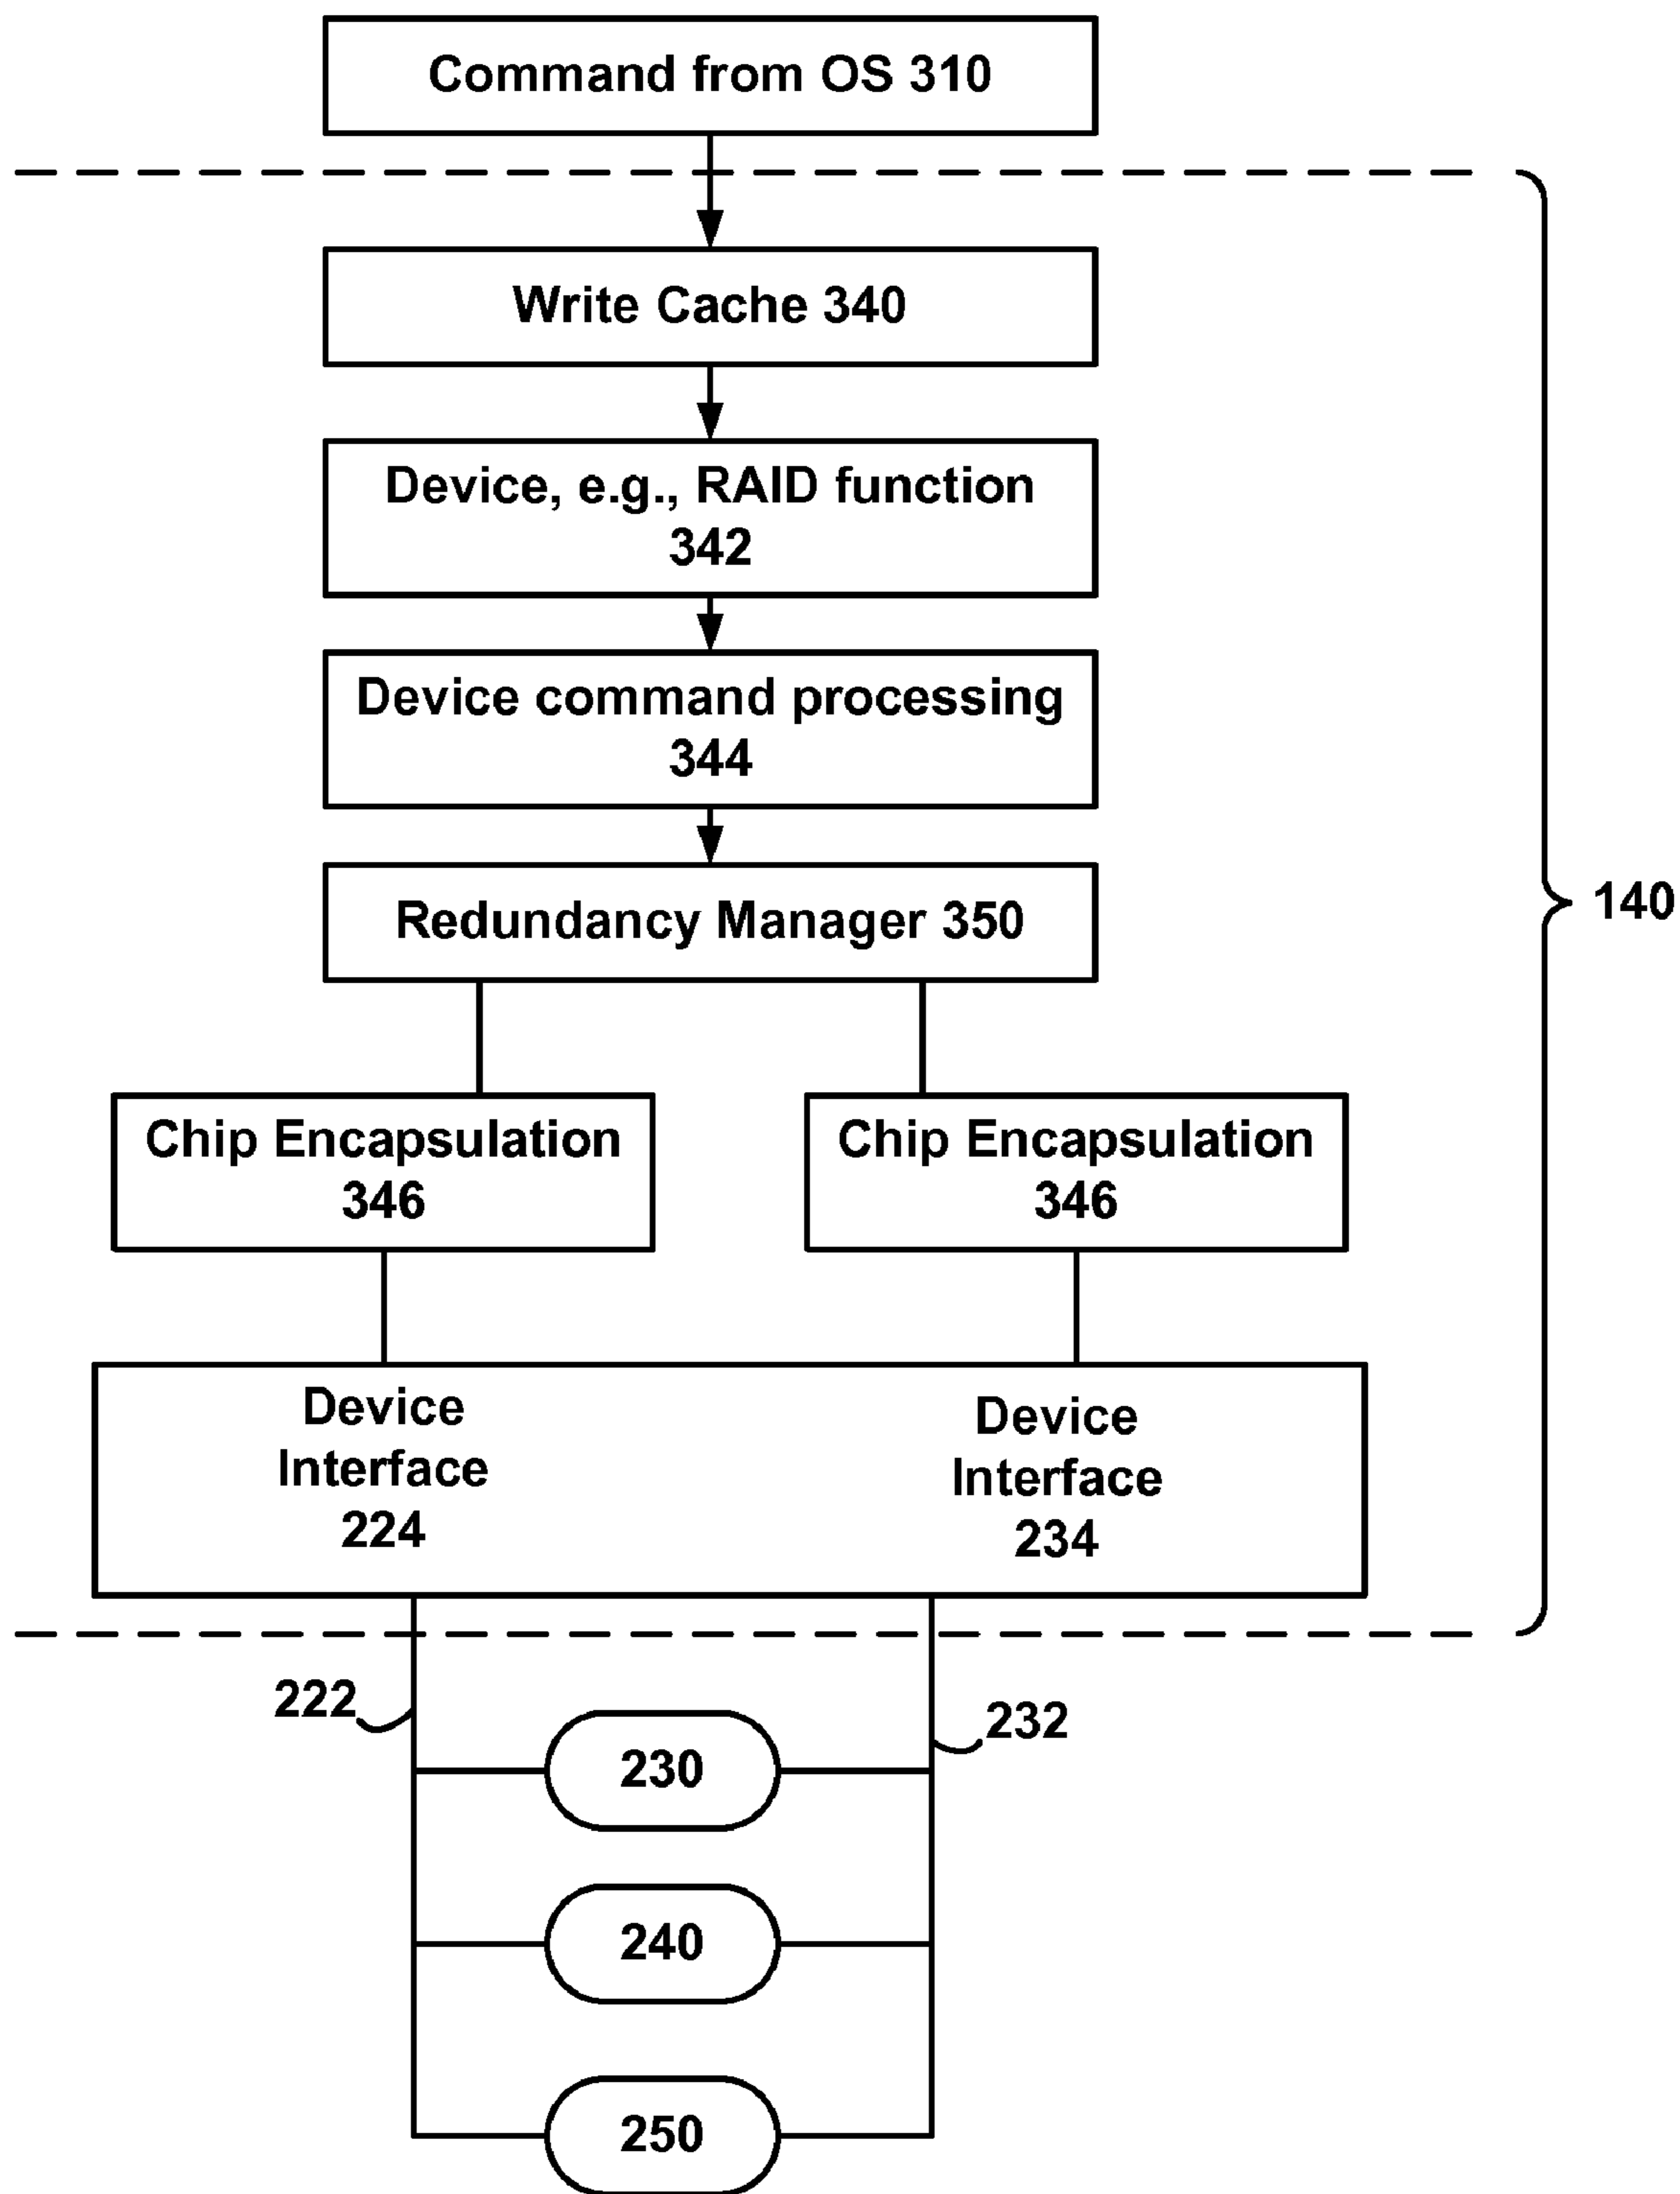 Command from OS 310
Write Cache 340
Device, e.g., RAID function
342
Device command processing
344
Redundancy Manager 350
140
Chip Encapsulation
346
Chip Encapsulation
346
Device
Interface
224
Device
Interface
234
222
232
230
240
250